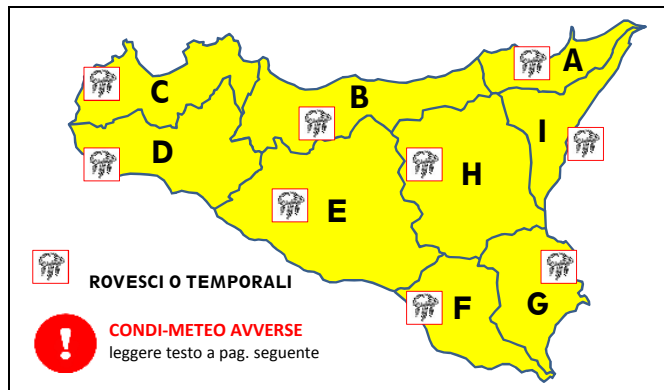 A
B
C
I
D
H
E
ROVESCI O TEMPORALI
F
G
CONDI-METEO AVVERSE
leggere testo a pag. seguente